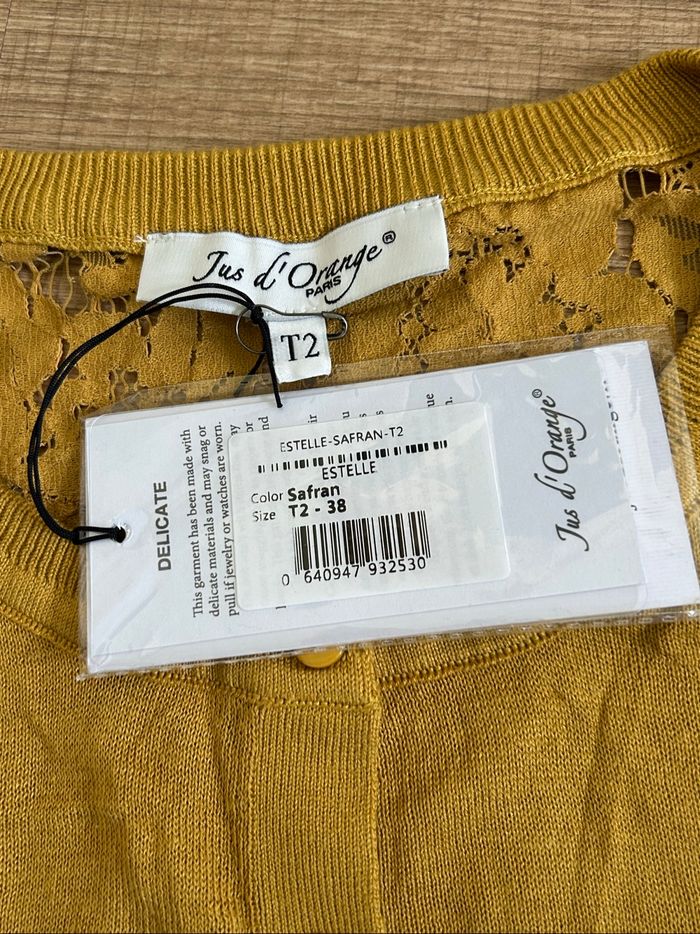 Jus d'Orange®
PARIS
T2
ESTELLE-SAFRAN-T2
ESTELLE
Color Safran
Size T2 - 38
0 640947 932530
DELICATE
This garment has been made with
delicate materials and may snag or
pull if jewelry or watches are worn.
Jus d'Orange®
PARIS